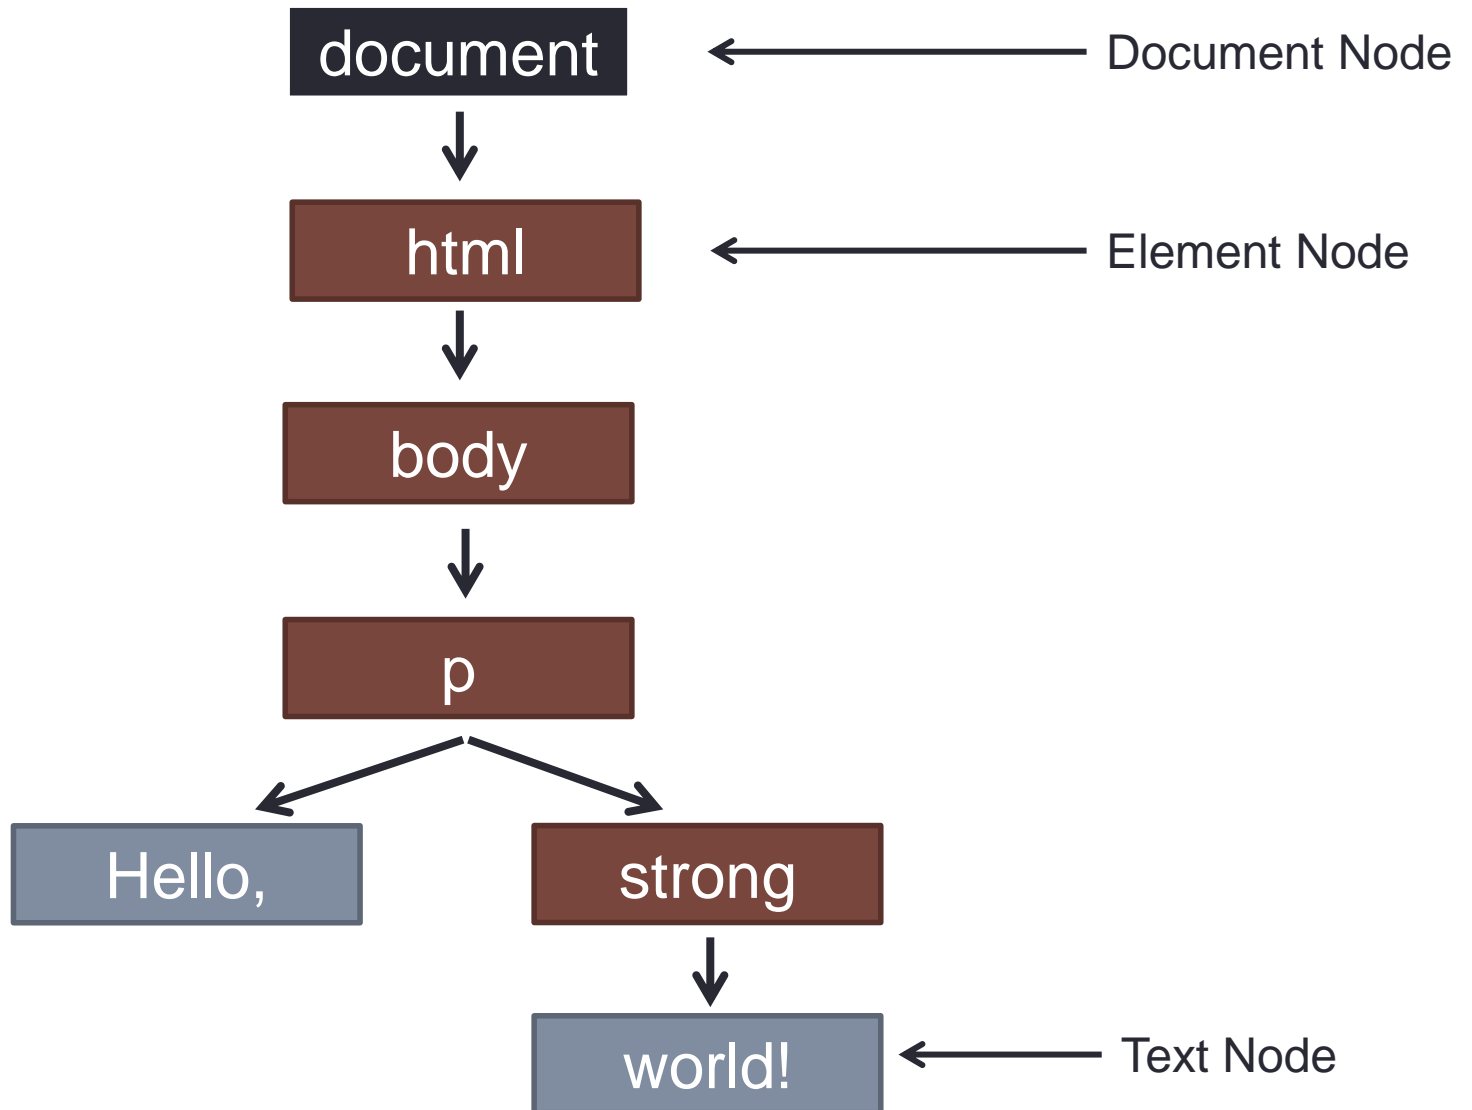 document
Document Node
html
Element Node
body
p
Hello,
strong
world!
Text Node